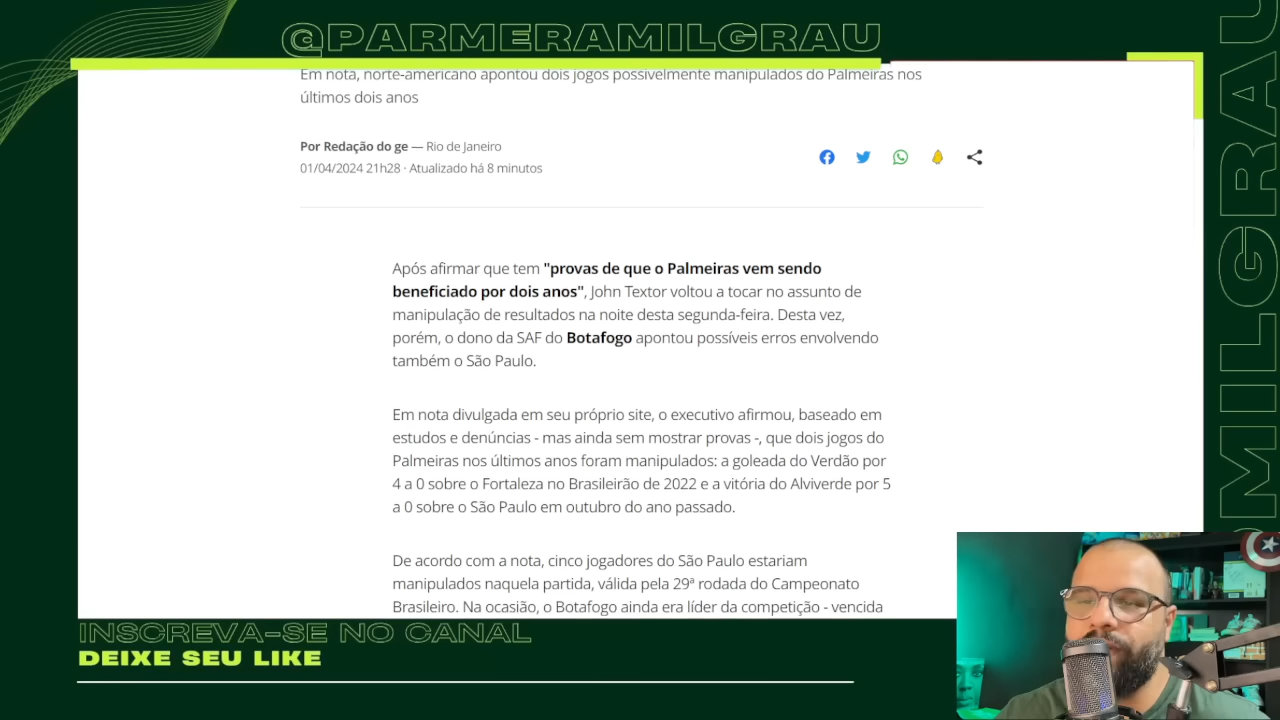 @PARMERAMILGRAU
Em nota, norte-americano apontou dois jogos possivelmente manipulados do Palmeiras nos
últimos dois anos
Por Redação do ge — Rio de Janeiro
01/04/2024 21h28 · Atualizado há 8 minutos
Após afirmar que tem "provas de que o Palmeiras vem sendo
beneficiado por dois anos", John Textor voltou a tocar no assunto de
manipulação de resultados na noite desta segunda-feira. Desta vez,
porém, o dono da SAF do Botafogo apontou possíveis erros envolvendo
também o São Paulo.
Em nota divulgada em seu próprio site, o executivo afirmou, baseado em
estudos e denúncias - mas ainda sem mostrar provas -, que dois jogos do
Palmeiras nos últimos anos foram manipulados: a goleada do Verdão por
4 a 0 sobre o Fortaleza no Brasileirão de 2022 e a vitória do Alviverde por 5
a 0 sobre o São Paulo em outubro do ano passado.
De acordo com a nota, cinco jogadores do São Paulo estariam
manipulados naquela partida, válida pela 29ª rodada do Campeonato
Brasileiro. Na ocasião, o Botafogo ainda era líder da competição - vencida
INSCREVA-SE NO CANAL
DEIXE SEU LIKE
OMILGRAU